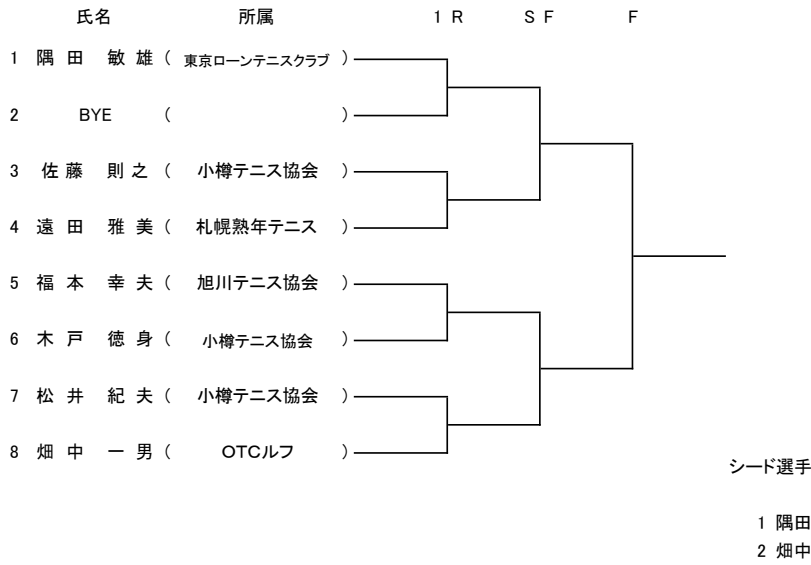 氏名 所属 1 R S F F
1 隅 田 敏 雄 ( 東京ローンテニスクラブ )
2 BYE ( )
3 佐 藤 則 之 ( 小樽テニス協会 )
4 遠 田 雅 美 ( 札幌熟年テニス )
5 福 本 幸 夫 ( 旭川テニス協会 )
6 木 戸 徳 身 ( 小樽テニス協会 )
7 松 井 紀 夫 ( 小樽テニス協会 )
8 畑 中 一 男 ( OTCルフ )
シード選手
1 隅田
2 畑中